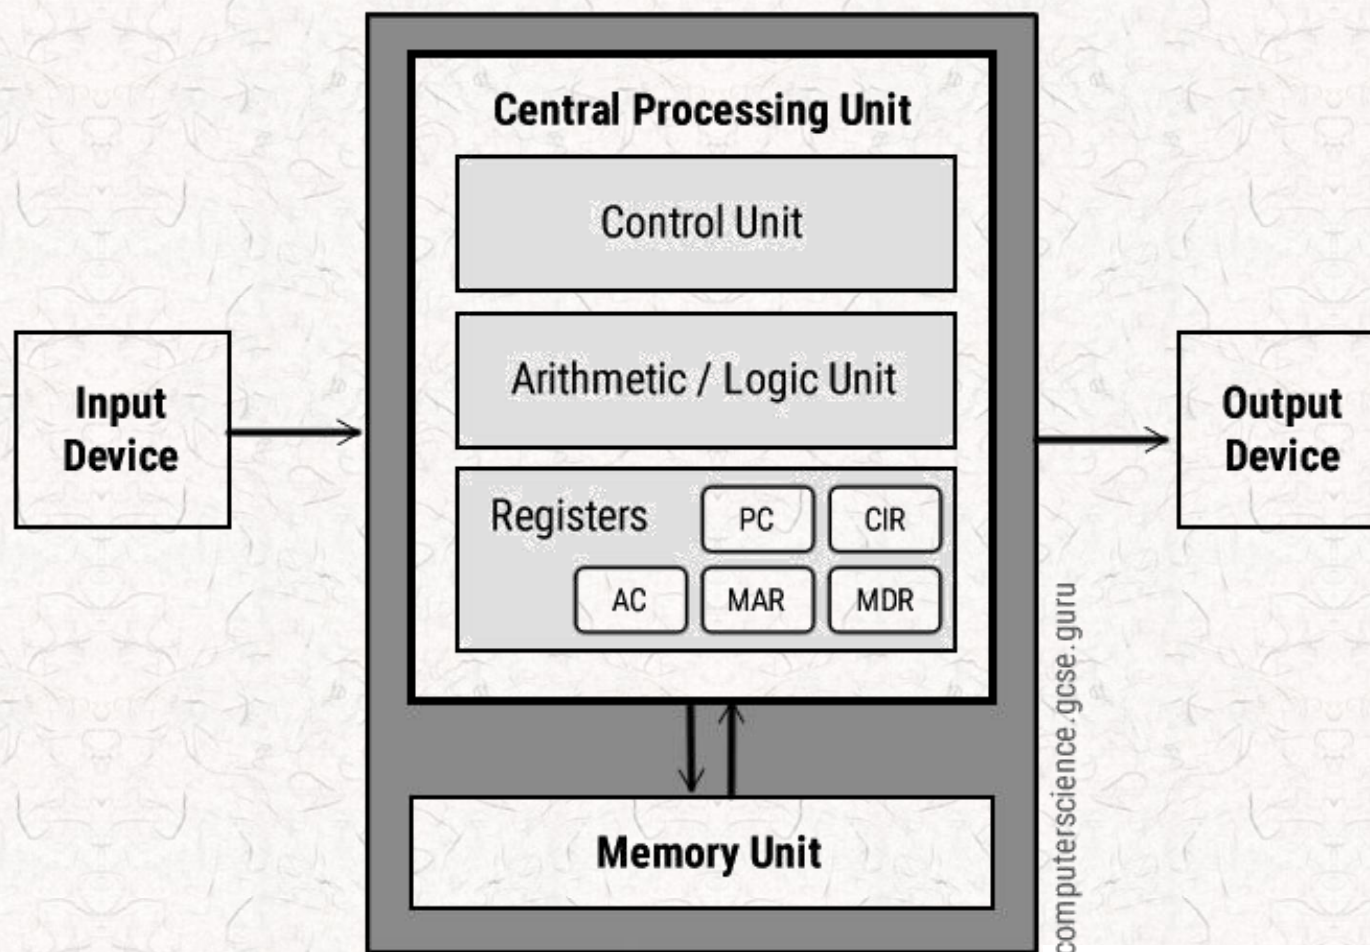 Central Processing Unit
Control Unit
Arithmetic / Logic Unit
Input
Device
Output
Device
Registers
PC
CIR
AC
MAR
MDR
Memory Unit
computerscience.gcse.guru